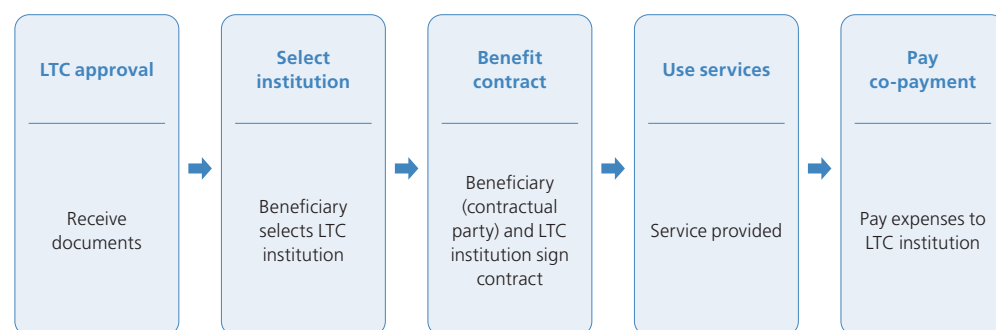 LTC approval
Receive
documents
Select
institution
Beneficiary
selects LTC
institution
Benefit
contract
Beneficiary
(contractual
party) and LTC
institution sign
contract
Use services
Service provided
Pay
co-payment
Pay expenses to
LTC institution